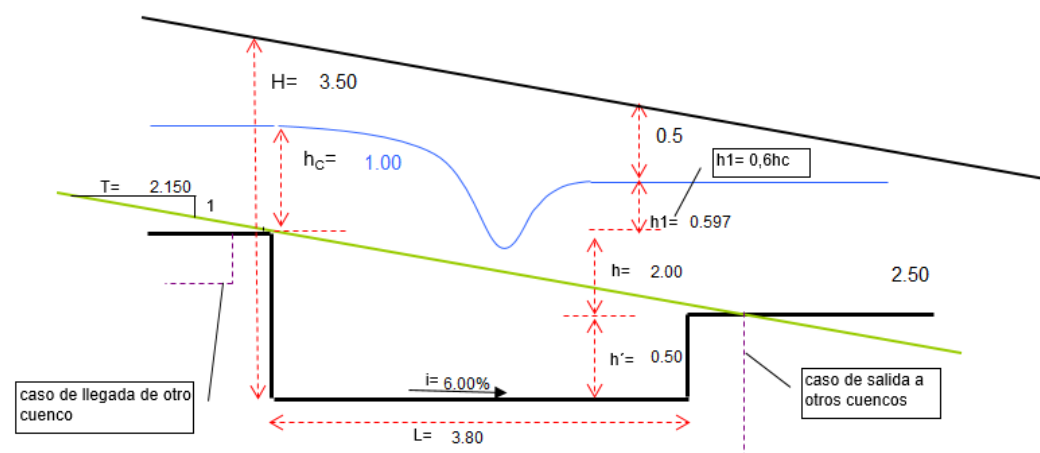 H= 3.50
0.5
hC= 1.00
h1= 0,6hc
T= 2.150
1
h1= 0.597
h= 2.00
2.50
h´= 0.50
i= 6.00%
caso de llegada de otro
cuenco
caso de salida a
otros cuencos
L= 3.80